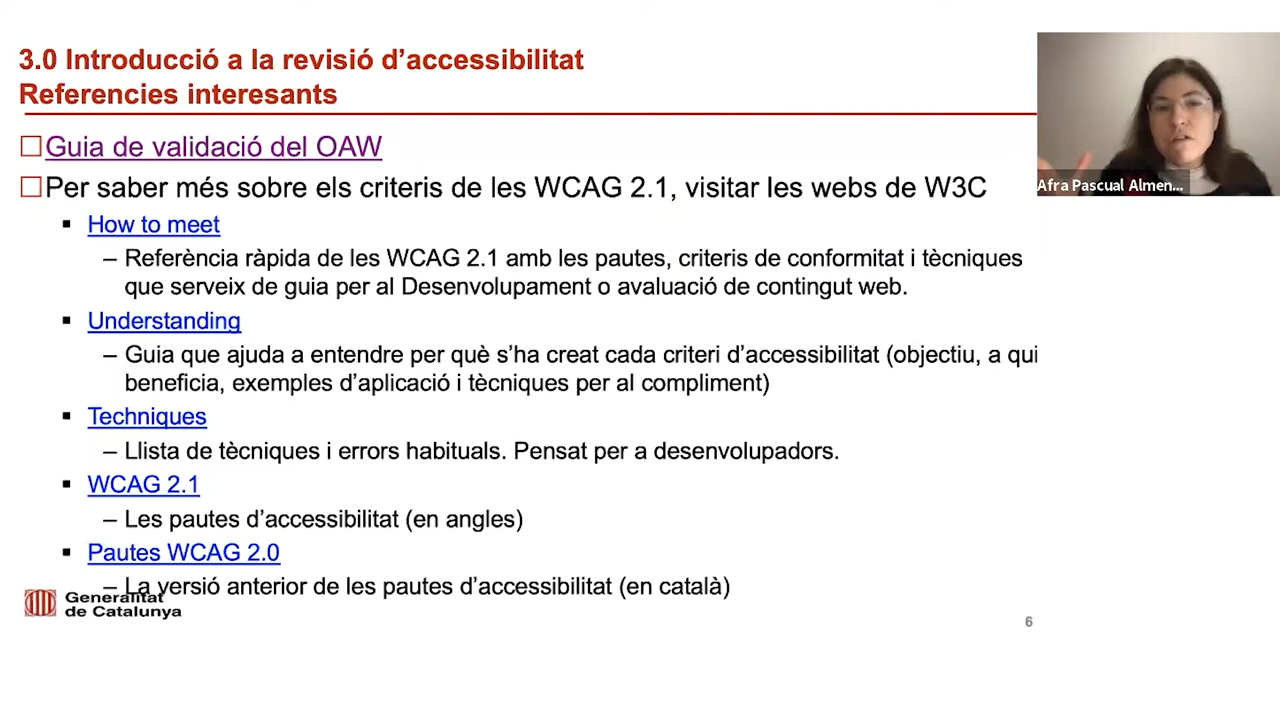 3.0 Introducció a la revisió d’accessibilitat
Referencies interesants
Guia de validació del OAW
Per saber més sobre els criteris de les WCAG 2.1, visitar les webs de W3C
How to meet
– Referència ràpida de les WCAG 2.1 amb les pautes, criteris de conformitat i tècniques
que serveix de guia per al Desenvolupament o avaluació de contingut web.
Understanding
– Guia que ajuda a entendre per què s’ha creat cada criteri d’accessibilitat (objectiu, a qui
beneficia, exemples d’aplicació i tècniques per al compliment)
Techniques
– Llista de tècniques i errors habituals. Pensat per a desenvolupadors.
WCAG 2.1
– Les pautes d’accessibilitat (en angles)
Pautes WCAG 2.0
– La versió anterior de les pautes d’accessibilitat (en català)
Generalitat
de Catalunya
6
Afra Pascual Almen...